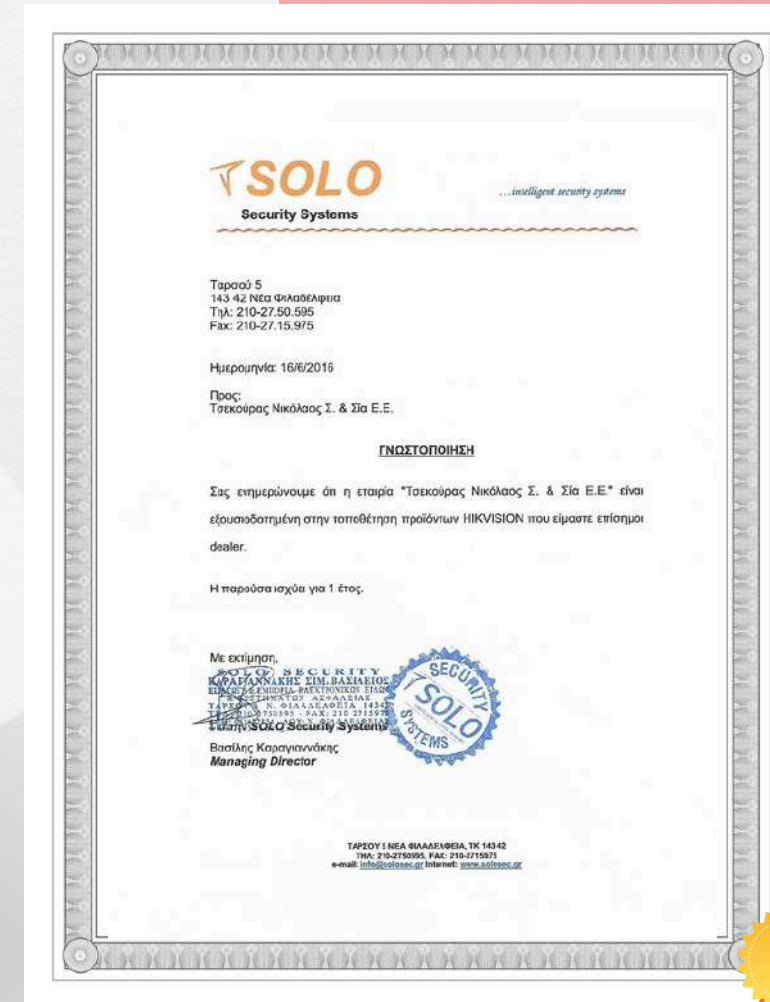 SOLO
...intelligent security systems
Security Systems
Ταρσού 5
143 42 Νέα Φιλαδέλφεια
Τηλ: 210-27.50.595
Fax: 210-27.15.975
Ημερομηνία: 16/6/2016
Προς:
Τσεκούρας Νικόλαος Σ. & Σία Ε.Ε.
ΓΝΩΣΤΟΠΟΙΗΣΗ
Σας ενημερώνουμε ότι η εταιρία "Τσεκούρας Νικόλαος Σ. & Σία Ε.Ε." είναι
εξουσιοδοτημένη στην τοποθέτηση προϊόντων HIKVISION που είμαστε επίσημοι
dealer.
Η παρούσα ισχύει για 1 έτος.
Με εκτίμηση,
SOLO SECURITY
ΚΑΡΑΓΙΑΝΝΑΚΗΣ ΣΙΜ. ΒΑΣΙΛΕΙΟΣ
SOLO Security Systems
Βασίλης Καραγιαννάκης
Managing Director
SECURITY
SOLO
SYSTEMS
ΤΑΡΣΟΥ 5 ΝΕΑ ΦΙΛΑΔΕΛΦΕΙΑ, ΤΚ 143 42
ΤΗΛ: 210-2750595, FAX: 210-2715975
e-mail: info@solosec.gr Internet: www.solosec.gr